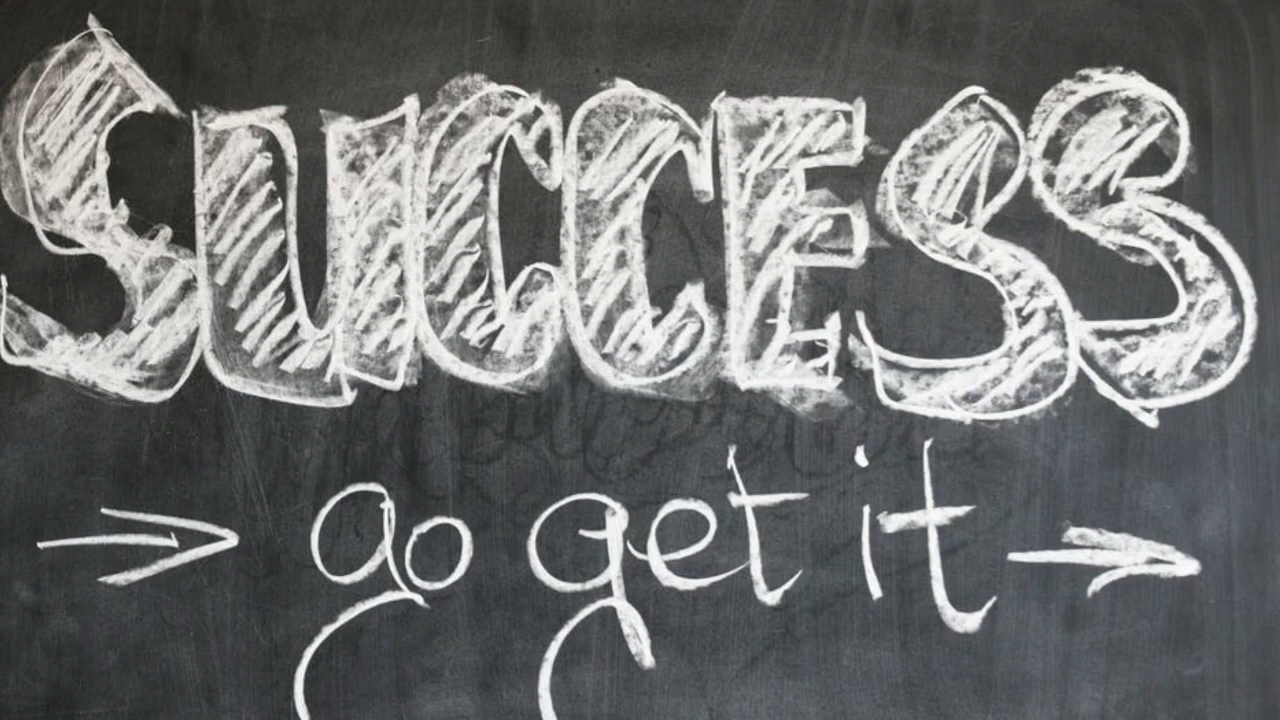 SUCCESS
→ go get it →